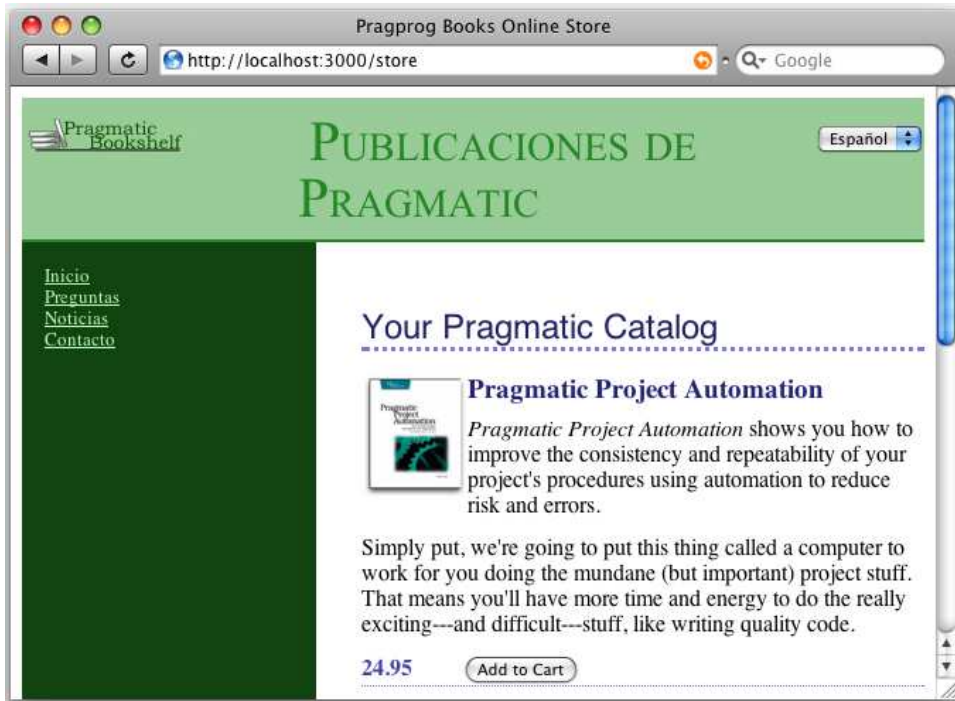 Pragprog Books Online Store
http://localhost:3000/store
Google
Pragmatic
Bookshelf
PUBLICACIONES DE
PRAGMATIC
Español
Inicio
Preguntas
Noticias
Contacto
Your Pragmatic Catalog
Pragmatic
Project
Automation
Pragmatic Project Automation
Pragmatic Project Automation shows you how to
improve the consistency and repeatability of your
project's procedures using automation to reduce
risk and errors.
Simply put, we're going to put this thing called a computer to
work for you doing the mundane (but important) project stuff.
That means you'll have more time and energy to do the really
exciting---and difficult---stuff, like writing quality code.
24.95
Add to Cart